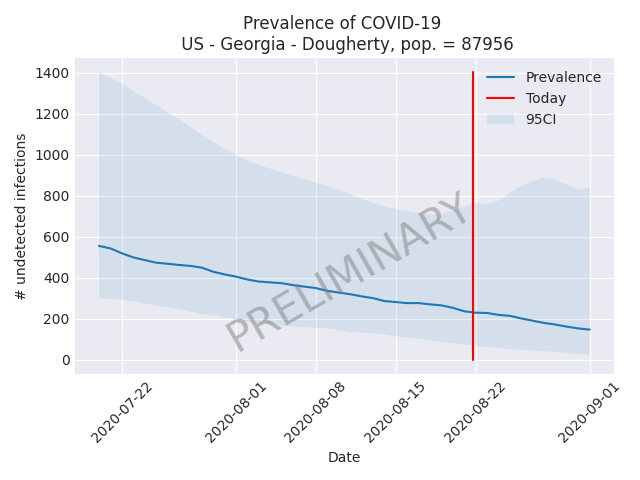 Prevalence of COVID-19
US - Georgia - Dougherty, pop. = 87956
1400
1200
1000
800
600
400
200
0
# undetected infections
Prevalence
Today
95CI
PRELIMINARY
2020-07-22
2020-08-01
2020-08-08
2020-08-15
2020-08-22
2020-09-01
Date